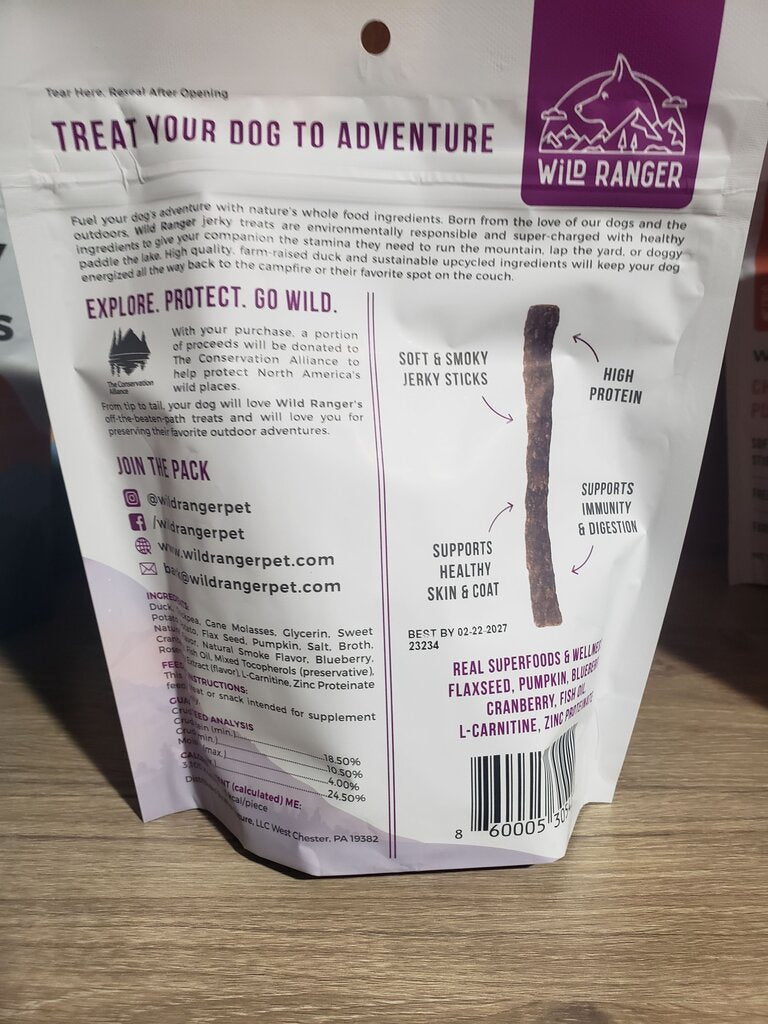 Tear Here. Reseal After Opening
TREAT YOUR DOG TO ADVENTURE
WiLD RANGER
Fuel your dog's adventure with nature's whole food ingredients. Born from the love of our dogs and the
outdoors, Wild Ranger jerky treats are environmentally responsible and super-charged with healthy
ingredients to give your companion the stamina they need to run the mountain, lap the yard, or doggy
paddle the lake. High quality, farm-raised duck and sustainable upcycled ingredients will keep your dog
energized all the way back to the campfire or their favorite spot on the couch.
EXPLORE. PROTECT. GO WILD.
With your purchase, a portion
of proceeds will be donated to
The Conservation Alliance to
help protect North America's
wild places.
The Conservation
Alliance
From tip to tail, your dog will love Wild Ranger's
off-the-beaten-path treats and will love you for
preserving their favorite outdoor adventures.
JOIN THE PACK
@wildrangerpet
/wildrangerpet
www.wildrangerpet.com
@wildrangerpet.com
Duck, Cane Molasses, Glycerin, Sweet
Flax Seed, Pumpkin, Salt, Broth,
Natural Smoke Flavor, Blueberry,
Fish Oil, Mixed Tocopherols (preservative),
Extract (flavor), L-Carnitine, Zinc Proteinate
This treat or snack intended for supplement
ANALYSIS
(min.) 18.50%
(min.) 10.50%
(max.) 4.00%
24.50%
(calculated) ME:
kcal/piece
LLC West Chester, PA 19382
SOFT & SMOKY
JERKY STICKS
HIGH
PROTEIN
SUPPORTS
IMMUNITY
& DIGESTION
SUPPORTS
HEALTHY
SKIN & COAT
BEST BY 02-22-2027
23234
REAL SUPERFOODS & WELLNESS
FLAXSEED, PUMPKIN, BLUEBERRY
CRANBERRY, FISH OIL,
L-CARNITINE, ZINC PROTEINATE
8 60005